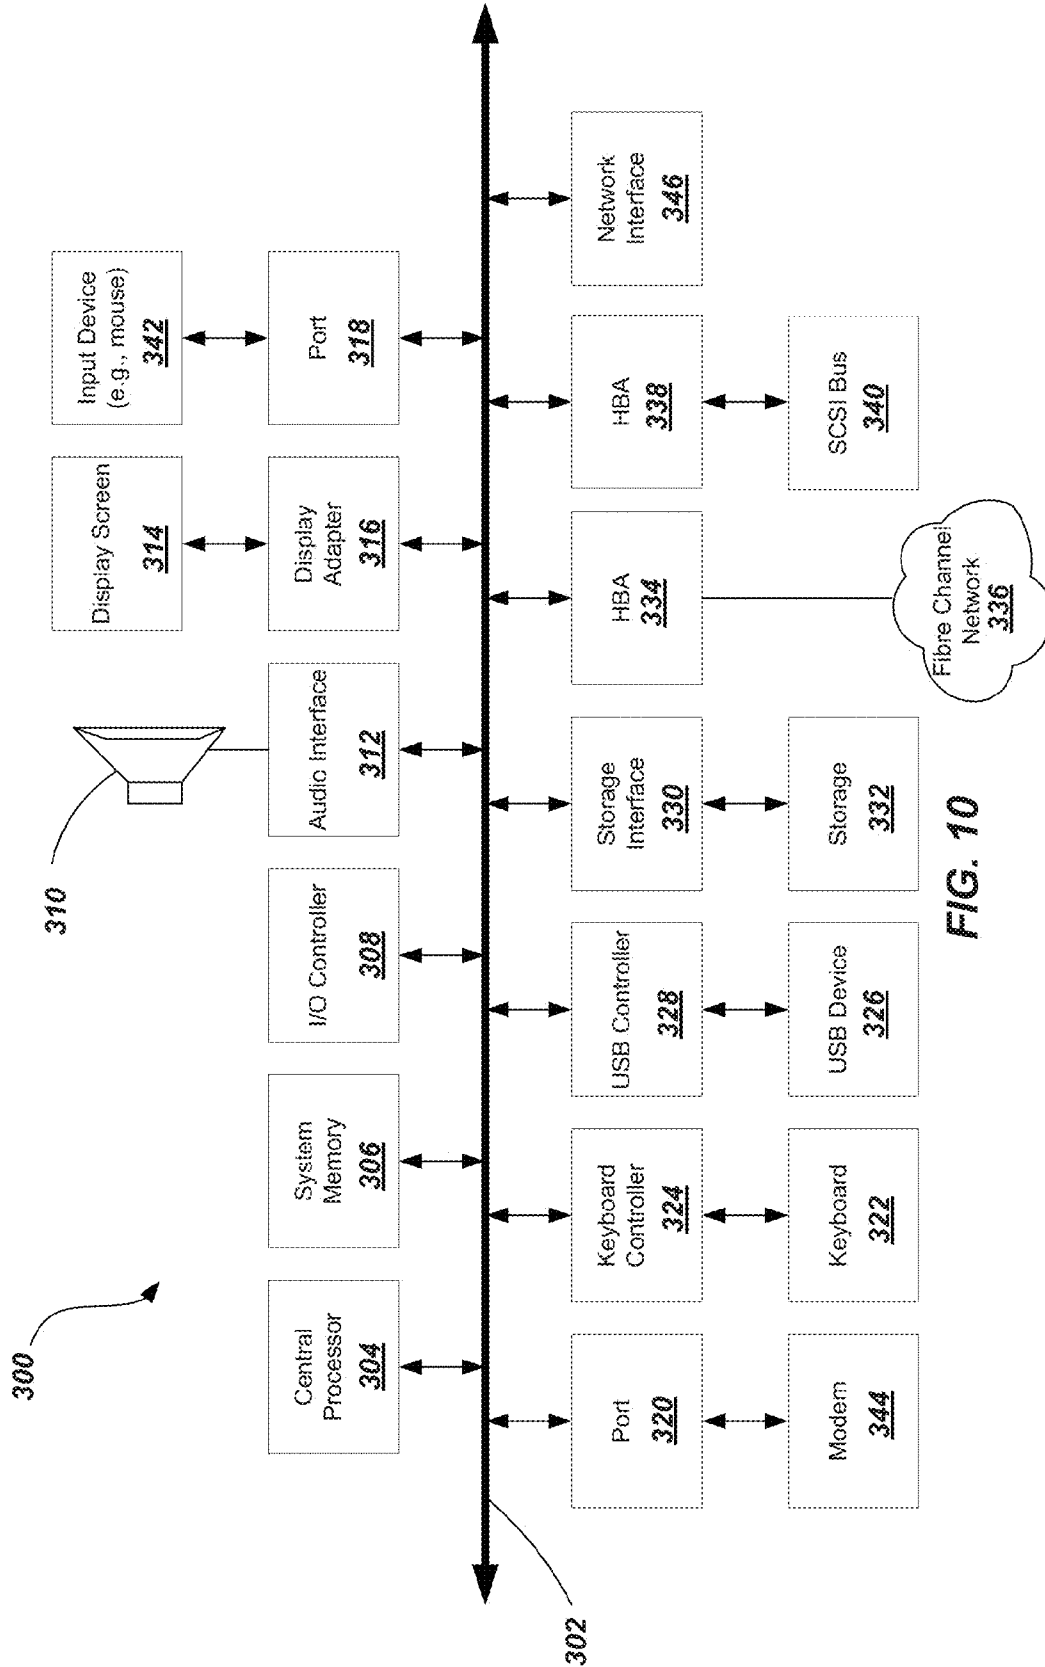 300
Central
Processor
304
System
Memory
306
I/O Controller
308
310
Audio Interface
312
Display Screen
314
Display
Adapter
316
Input Device
(e.g., mouse)
342
Port
318
302
Port
320
Modem
344
Keyboard
Controller
324
Keyboard
322
USB Controller
328
USB Device
326
Storage
Interface
330
Storage
332
HBA
334
Fibre Channel
Network
336
HBA
338
SCSI Bus
340
Network
Interface
346
FIG. 10